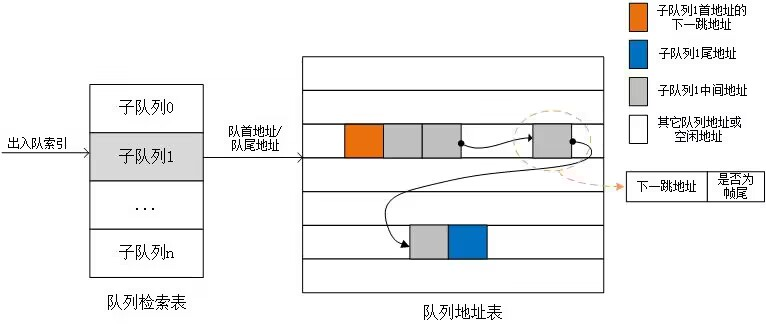 子队列1首地址的
下一跳地址
子队列1尾地址
子队列1中间地址
其它队列地址或
空闲地址
子队列0
出入队索引
子队列1
队首地址/
队尾地址
...
子队列n
下一跳地址
是否为
帧尾
队列检索表
队列地址表